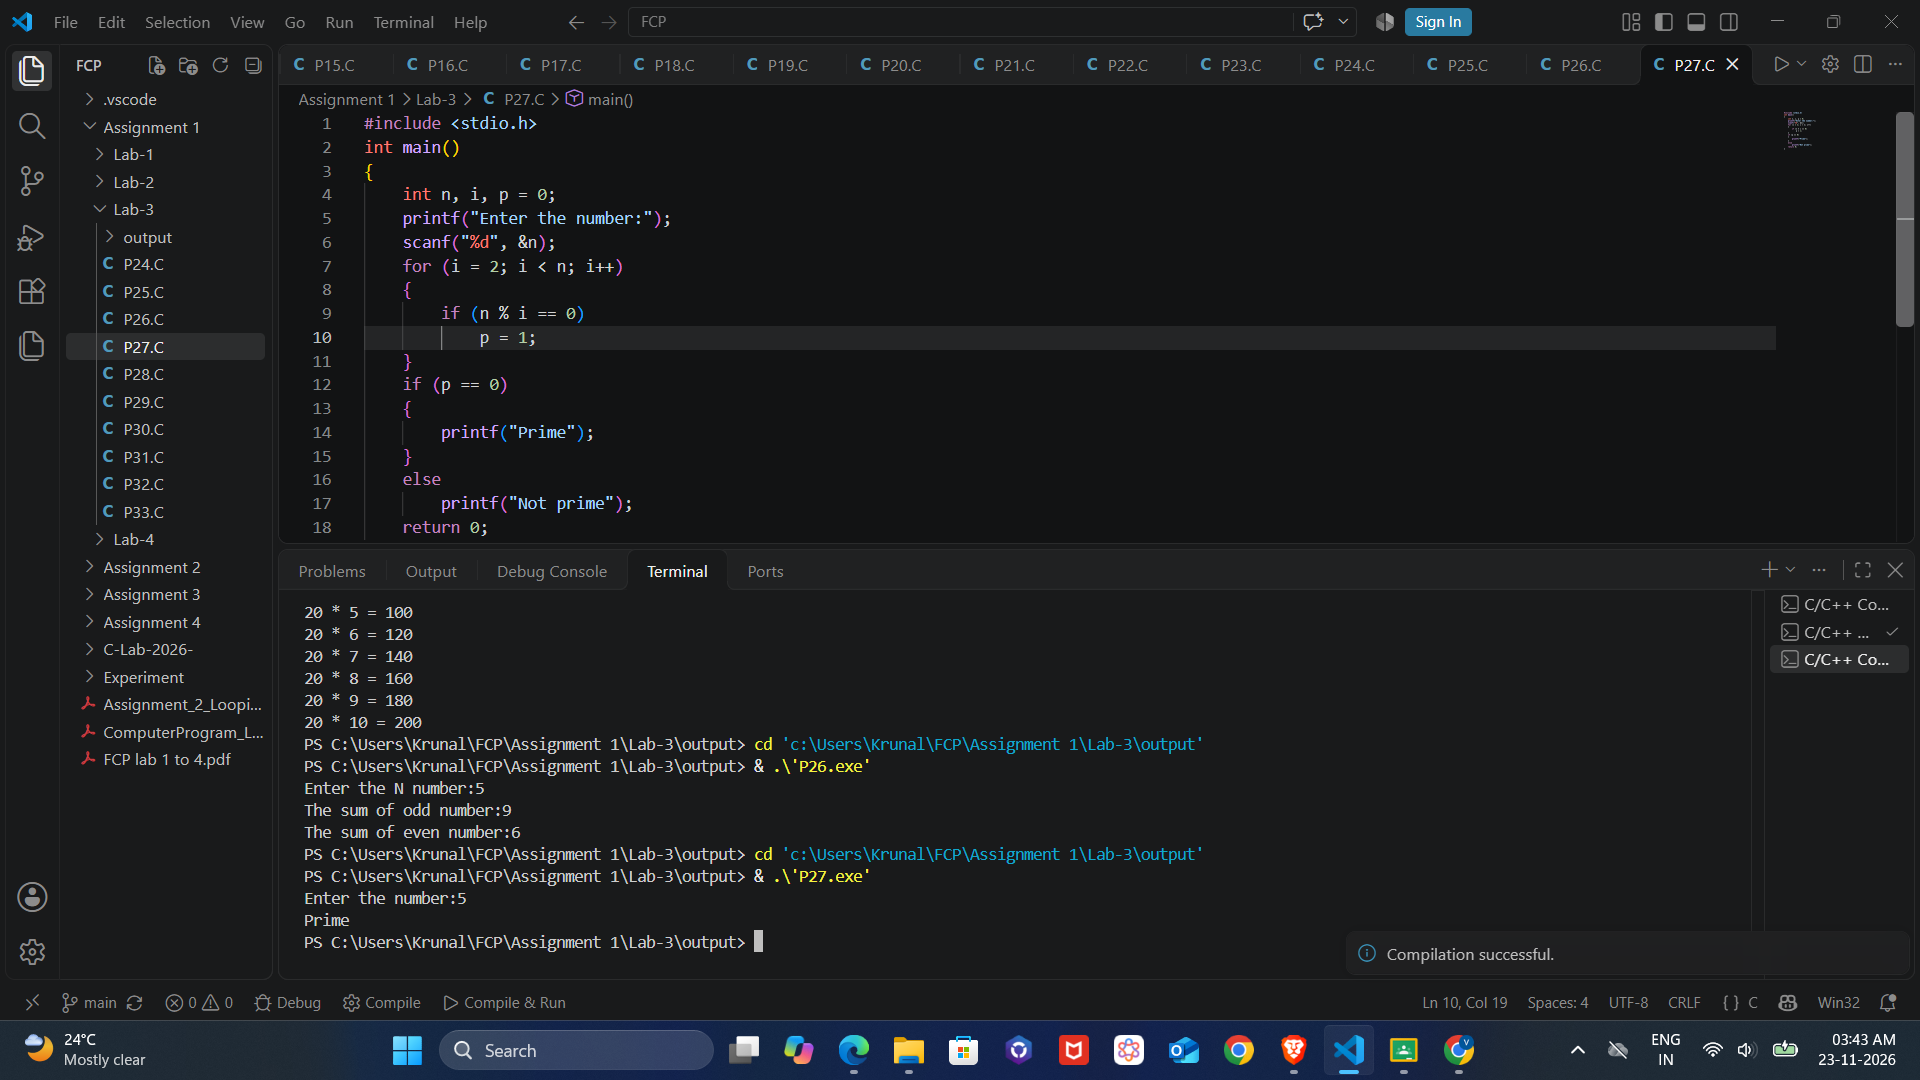 File Edit Selection View Go Run Terminal Help
FCP
Sign In
FCP
P15.C P16.C P17.C P18.C P19.C P20.C P21.C P22.C P23.C P24.C P25.C P26.C P27.C
Assignment 1 > Lab-3 > C P27.C > main()
.vscode
Assignment 1
Lab-1
Lab-2
Lab-3
output
C P24.C
C P25.C
C P26.C
C P27.C
C P28.C
C P29.C
C P30.C
C P31.C
C P32.C
C P33.C
Lab-4
Assignment 2
Assignment 3
Assignment 4
C-Lab-2026-
Experiment
Assignment_2_Loopi...
ComputerProgram_L...
FCP lab 1 to 4.pdf
1 #include <stdio.h>
2 int main()
3 {
4 int n, i, p = 0;
5 printf("Enter the number:");
6 scanf("%d", &n);
7 for (i = 2; i < n; i++)
8 {
9 if (n % i == 0)
10 p = 1;
11 }
12 if (p == 0)
13 {
14 printf("Prime");
15 }
16 else
17 printf("Not prime");
18 return 0;
Problems Output Debug Console Terminal Ports
20 * 5 = 100
20 * 6 = 120
20 * 7 = 140
20 * 8 = 160
20 * 9 = 180
20 * 10 = 200
PS C:\Users\Krunal\FCP\Assignment 1\Lab-3\output> cd 'c:\Users\Krunal\FCP\Assignment 1\Lab-3\output'
PS C:\Users\Krunal\FCP\Assignment 1\Lab-3\output> & .\'P26.exe'
Enter the N number:5
The sum of odd number:9
The sum of even number:6
PS C:\Users\Krunal\FCP\Assignment 1\Lab-3\output> cd 'c:\Users\Krunal\FCP\Assignment 1\Lab-3\output'
PS C:\Users\Krunal\FCP\Assignment 1\Lab-3\output> & .\'P27.exe'
Enter the number:5
Prime
PS C:\Users\Krunal\FCP\Assignment 1\Lab-3\output>
C/C++ Co...
C/C++ ...
C/C++ Co...
Compilation successful.
main 0 0 Debug Compile Compile & Run
Ln 10, Col 19 Spaces: 4 UTF-8 CRLF {} C Win32
24°C
Mostly clear
Search
ENG
IN
03:43 AM
23-11-2026